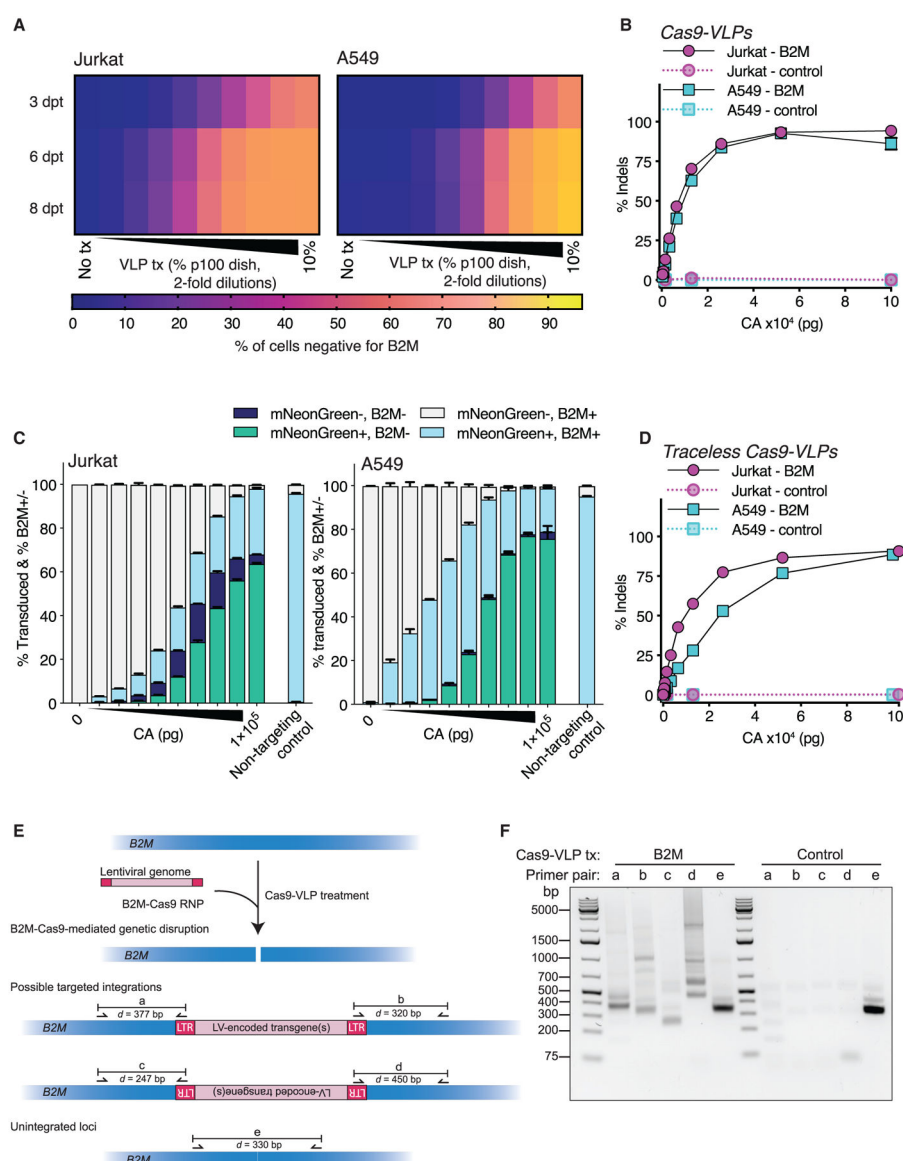 A
Jurkat
A549
3 dpt
6 dpt
8 dpt
No tx
VLP tx (% p100 dish,
2-fold dilutions)
10%
No tx
VLP tx (% p100 dish,
2-fold dilutions)
10%
0 10 20 30 40 50 60 70 80 90
% of cells negative for B2M
B
Cas9-VLPs
Jurkat - B2M
Jurkat - control
A549 - B2M
A549 - control
% Indels
100
75
50
25
0
0 2 4 6 8 10
CA x10⁴ (pg)
mNeonGreen-, B2M- mNeonGreen-, B2M+
mNeonGreen+, B2M- mNeonGreen+, B2M+
C
Jurkat
% Transduced & % B2M+/-
100
80
60
40
20
0
0
CA (pg)
1×10⁵
Non-targeting
control
A549
% transduced & % B2M+/-
100
80
60
40
20
0
0
CA (pg)
1×10⁵
Non-targeting
control
D
Traceless Cas9-VLPs
Jurkat - B2M
Jurkat - control
A549 - B2M
A549 - control
% Indels
100
75
50
25
0
0 2 4 6 8 10
CA x10⁴ (pg)
E
B2M
Lentiviral genome
B2M-Cas9 RNP
Cas9-VLP treatment
B2M-Cas9-mediated genetic disruption
B2M
Possible targeted integrations
a b
d = 377 bp d = 320 bp
B2M LTR LV-encoded transgene(s) LTR
c d
d = 247 bp d = 450 bp
B2M LTR LV-encoded transgene(s) LTR
Unintegrated loci
e
d = 330 bp
B2M
F
Cas9-VLP tx: B2M Control
Primer pair: a b c d e a b c d e
bp
5000
1500
1000
700
500
400
300
200
75